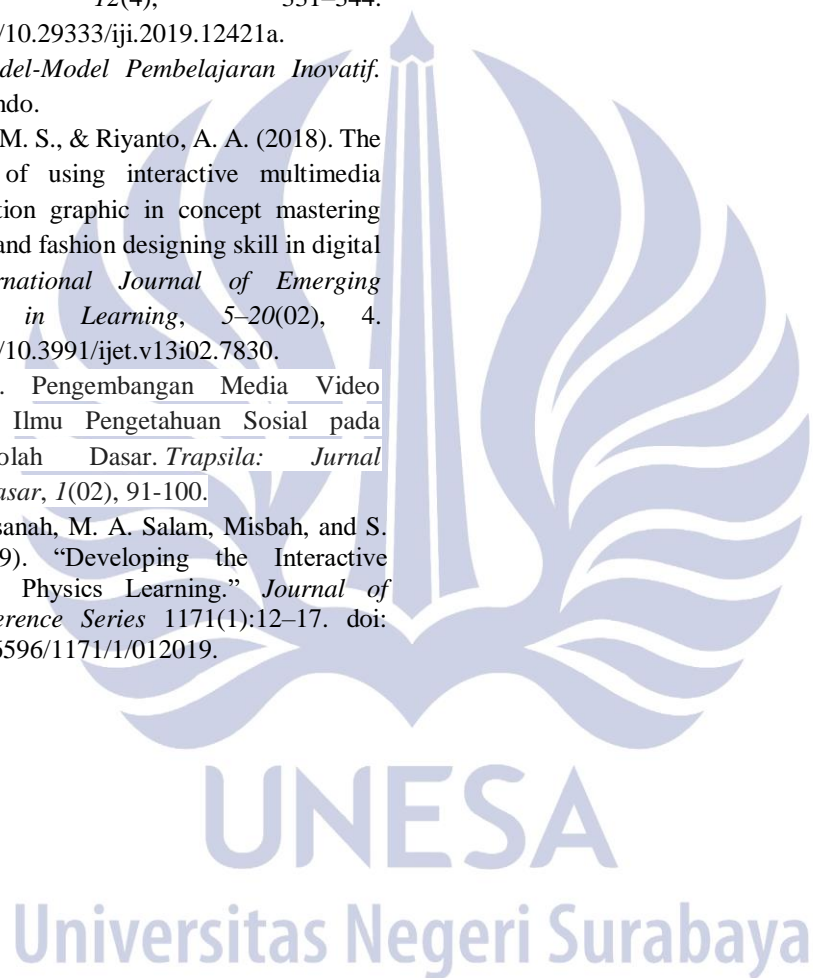 12(4), 331–344.
/10.29333/iji.2019.12421a.
del-Model Pembelajaran Inovatif.
ndo.
M. S., & Riyanto, A. A. (2018). The
of using interactive multimedia
tion graphic in concept mastering
and fashion designing skill in digital
rnational Journal of Emerging
in Learning, 5–20(02), 4.
/10.3991/ijet.v13i02.7830.
. Pengembangan Media Video
Ilmu Pengetahuan Sosial pada
olah Dasar. Trapsila: Jurnal
asar, 1(02), 91-100.
sanah, M. A. Salam, Misbah, and S.
9). “Developing the Interactive
Physics Learning.” Journal of
erence Series 1171(1):12–17. doi:
6596/1171/1/012019.
UNESA
Universitas Negeri Surabaya